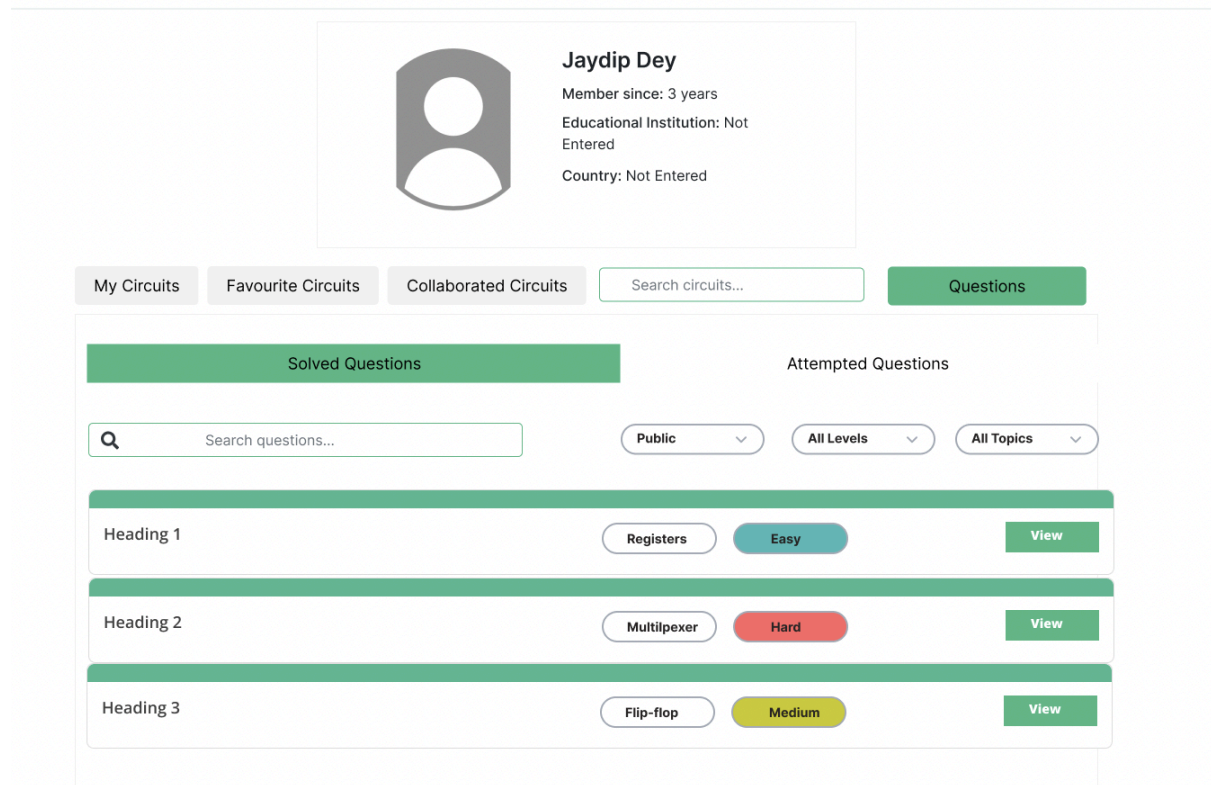 Jaydip Dey
Member since: 3 years
Educational Institution: Not
Entered
Country: Not Entered
My Circuits
Favourite Circuits
Collaborated Circuits
Search circuits...
Questions
Solved Questions
Attempted Questions
Search questions...
Public
All Levels
All Topics
Heading 1
Registers
Easy
View
Heading 2
Multilpexer
Hard
View
Heading 3
Flip-flop
Medium
View